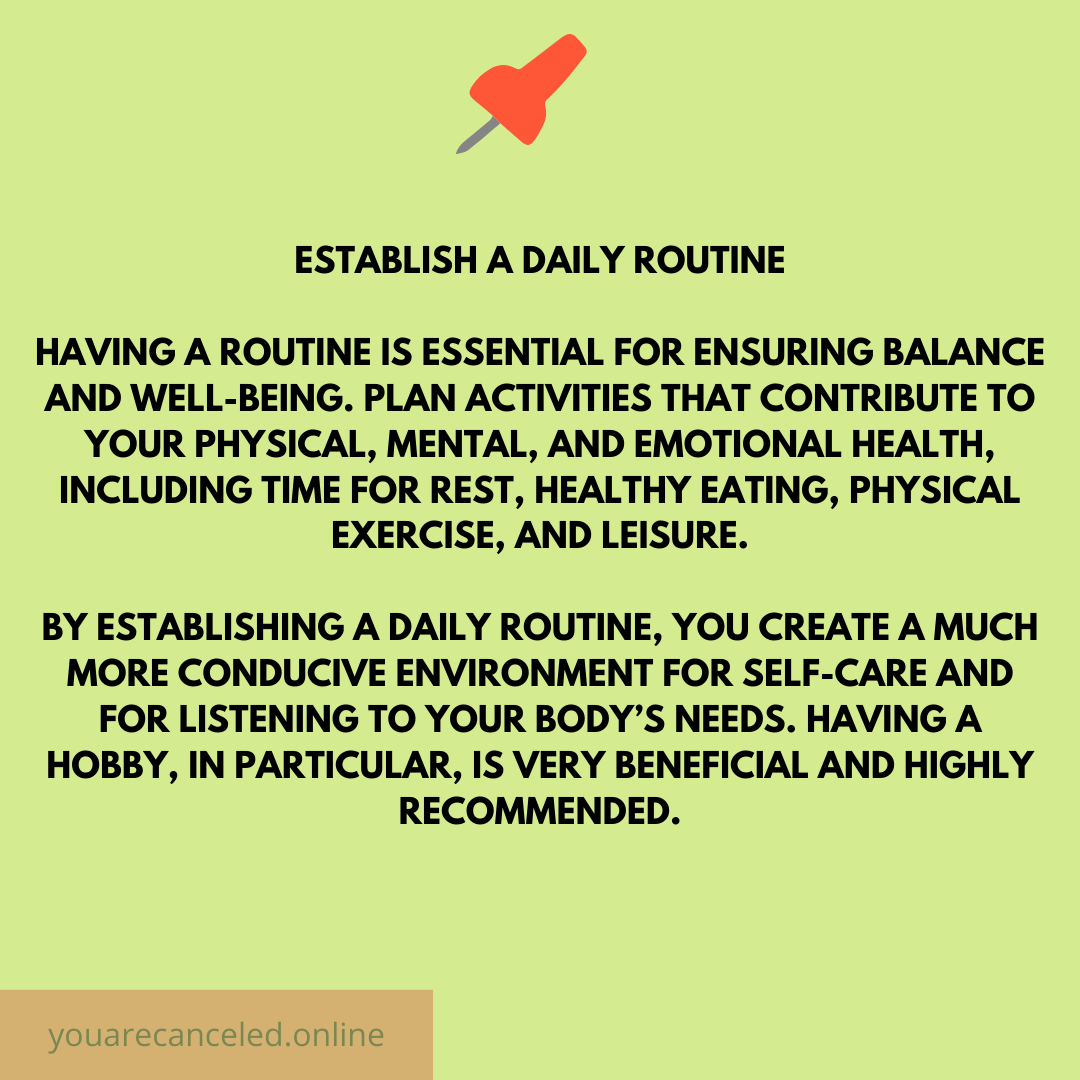 ESTABLISH A DAILY ROUTINE
HAVING A ROUTINE IS ESSENTIAL FOR ENSURING BALANCE
AND WELL-BEING. PLAN ACTIVITIES THAT CONTRIBUTE TO
YOUR PHYSICAL, MENTAL, AND EMOTIONAL HEALTH,
INCLUDING TIME FOR REST, HEALTHY EATING, PHYSICAL
EXERCISE, AND LEISURE.
BY ESTABLISHING A DAILY ROUTINE, YOU CREATE A MUCH
MORE CONDUCIVE ENVIRONMENT FOR SELF-CARE AND
FOR LISTENING TO YOUR BODY’S NEEDS. HAVING A
HOBBY, IN PARTICULAR, IS VERY BENEFICIAL AND HIGHLY
RECOMMENDED.
youarecanceled.online